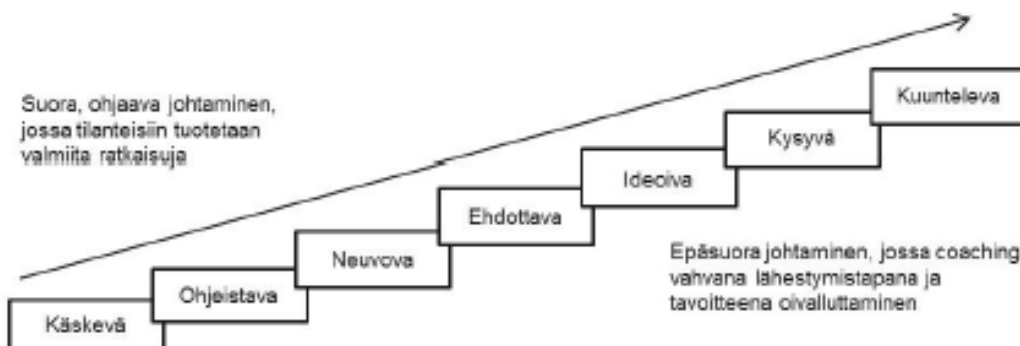 Suora, ohjaava johtaminen,
jossa tilanteisiin tuotetaan
valmiita ratkaisuja
Kuunteleva
Kysyvä
Ideoiva
Ehdottava
Neuvova
Ohjeistava
Käskevä
Epäsuora johtaminen, jossa coaching
vahvana lähestymistapana ja
tavoitteena oivalluttaminen